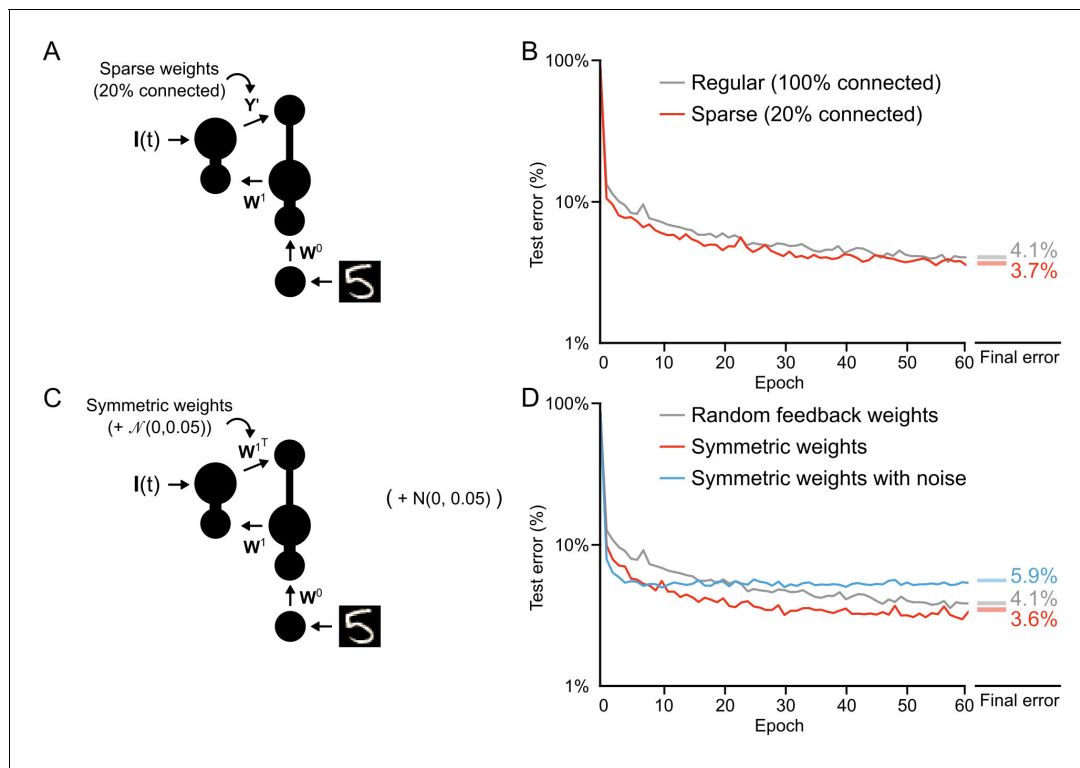 A
Sparse weights
(20% connected)
Y'
I(t)
W1
W0
5
B
100%
10%
1%
Test error (%)
Regular (100% connected)
Sparse (20% connected)
4.1%
3.7%
0 10 20 30 40 50 60
Final error
Epoch
C
Symmetric weights
(+ 𝒩(0,0.05))
W1T
I(t)
W1
W0
5
( + N(0, 0.05) )
D
100%
10%
1%
Test error (%)
Random feedback weights
Symmetric weights
Symmetric weights with noise
5.9%
4.1%
3.6%
0 10 20 30 40 50 60
Final error
Epoch